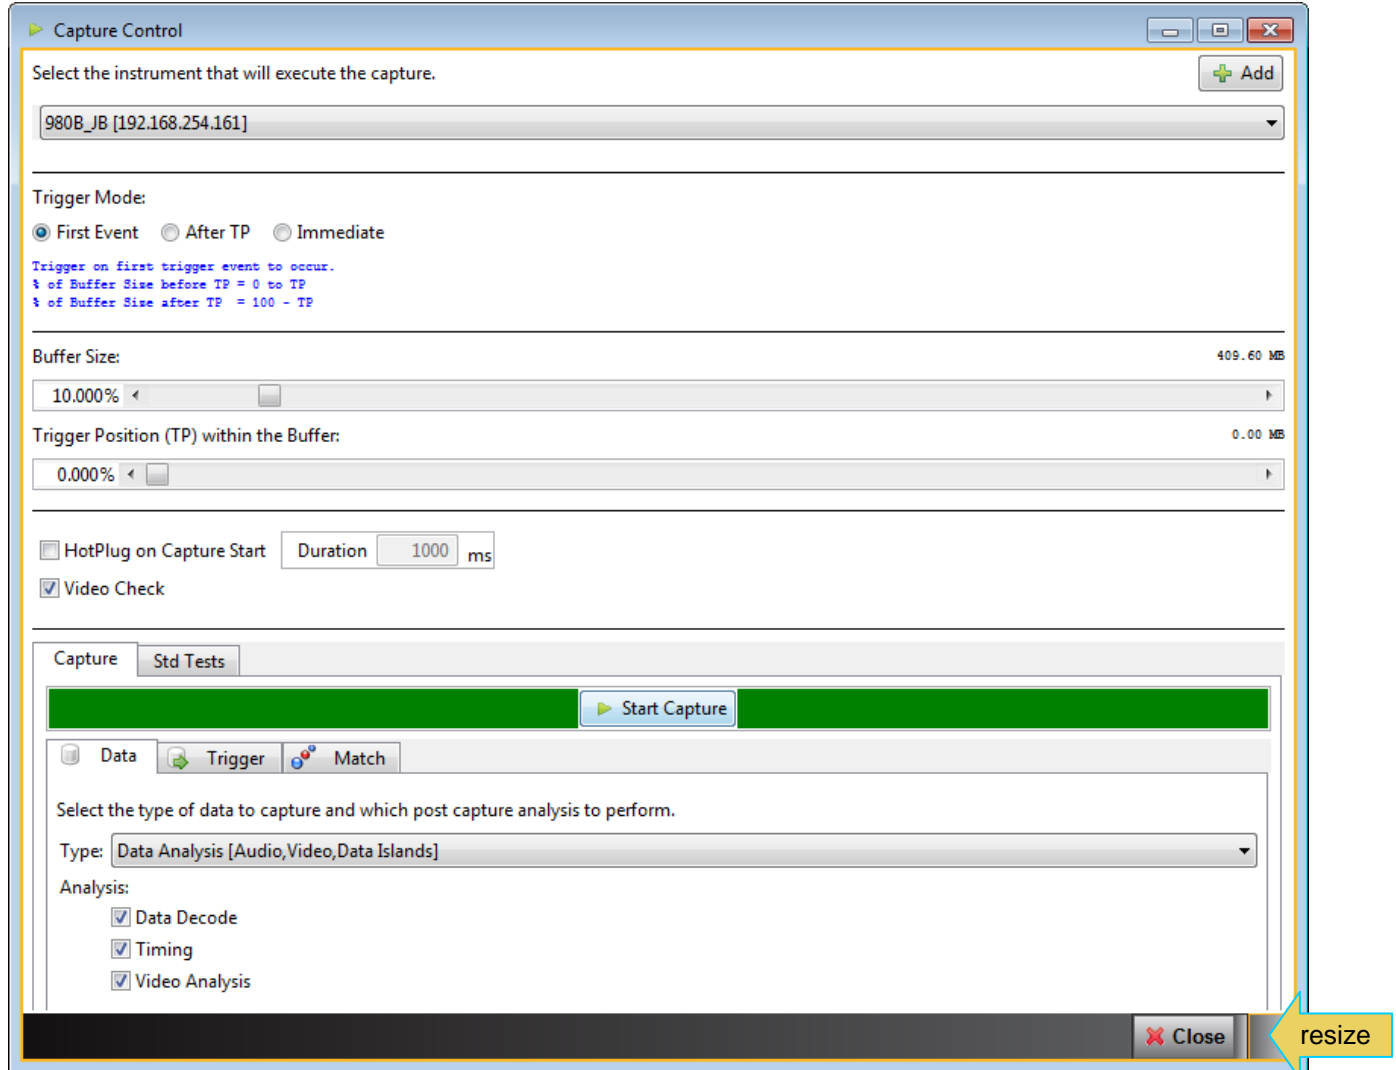 Capture Control
Select the instrument that will execute the capture.
Add
980B_JB [192.168.254.161]
Trigger Mode:
First Event After TP Immediate
Trigger on first trigger event to occur.
% of Buffer Size before TP = 0 to TP
% of Buffer Size after TP = 100 - TP
Buffer Size: 409.60 MB
10.000%
Trigger Position (TP) within the Buffer: 0.00 MB
0.000%
HotPlug on Capture Start Duration 1000 ms
Video Check
Capture Std Tests
Start Capture
Data Trigger Match
Select the type of data to capture and which post capture analysis to perform.
Type: Data Analysis [Audio,Video,Data Islands]
Analysis:
Data Decode
Timing
Video Analysis
Close
resize